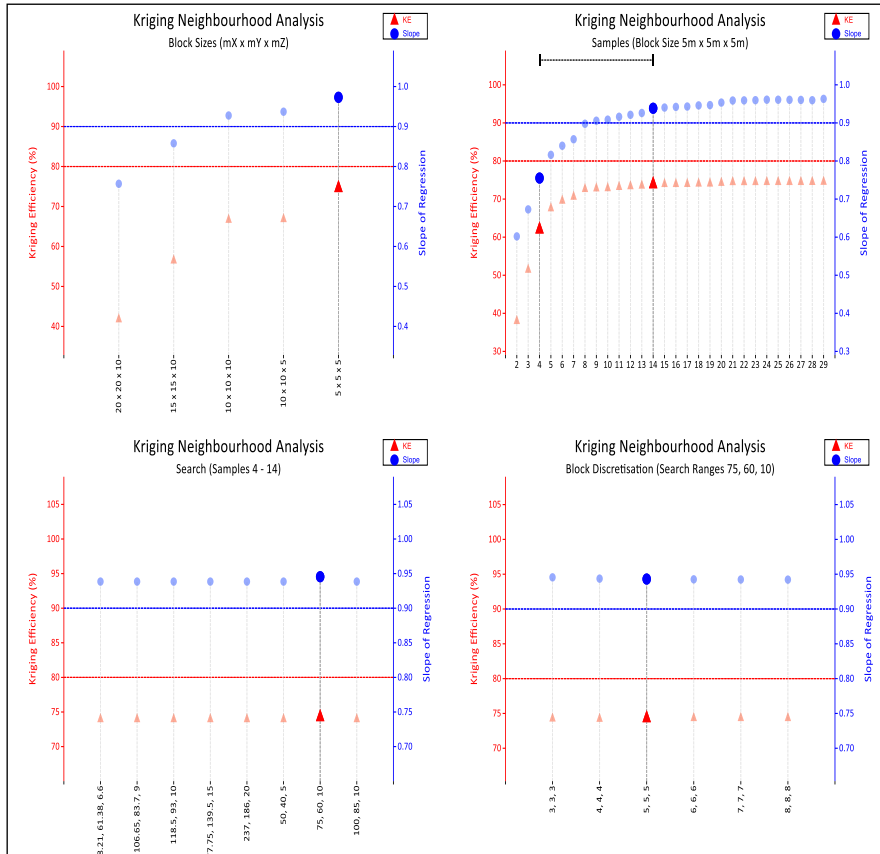 Kriging Neighbourhood Analysis
Block Sizes (mX x mY x mZ)
KE
Slope
Kriging Efficiency (%)
100
90
80
70
60
50
40
1.0
0.9
0.8
0.7
0.6
0.5
0.4
Slope of Regression
20 x 20 x 10
15 x 15 x 10
10 x 10 x 10
10 x 10 x 5
5 x 5 x 5
Kriging Neighbourhood Analysis
Samples (Block Size 5m x 5m x 5m)
KE
Slope
Kriging Efficiency (%)
100
90
80
70
60
50
40
30
1.0
0.9
0.8
0.7
0.6
0.5
0.4
0.3
Slope of Regression
2 3 4 5 6 7 8 9 10 11 12 13 14 15 16 17 18 19 20 21 22 23 24 25 26 27 28 29
Kriging Neighbourhood Analysis
Search (Samples 4 - 14)
KE
Slope
Kriging Efficiency (%)
105
100
95
90
85
80
75
70
1.05
1.00
0.95
0.90
0.85
0.80
0.75
0.70
Slope of Regression
3.21, 61.38, 6.6
106.65, 83.7, 9
118.5, 93, 10
7.75, 139.5, 15
237, 186, 20
50, 40, 5
75, 60, 10
100, 85, 10
Kriging Neighbourhood Analysis
Block Discretisation (Search Ranges 75, 60, 10)
KE
Slope
Kriging Efficiency (%)
105
100
95
90
85
80
75
70
1.05
1.00
0.95
0.90
0.85
0.80
0.75
0.70
Slope of Regression
3, 3, 3
4, 4, 4
5, 5, 5
6, 6, 6
7, 7, 7
8, 8, 8